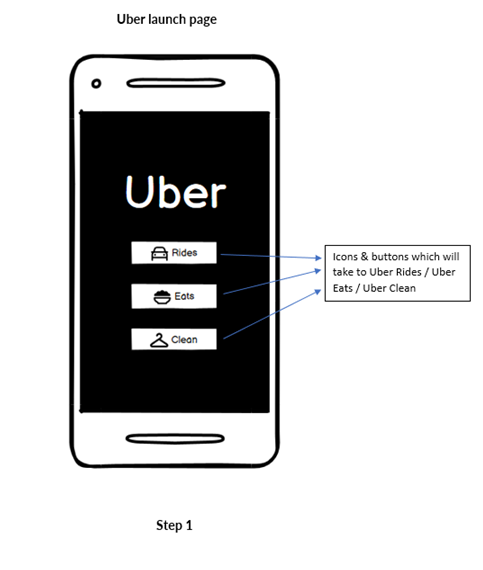 Uber launch page
Uber
Rides
Eats
Clean
Icons & buttons which will
take to Uber Rides / Uber
Eats / Uber Clean
Step 1